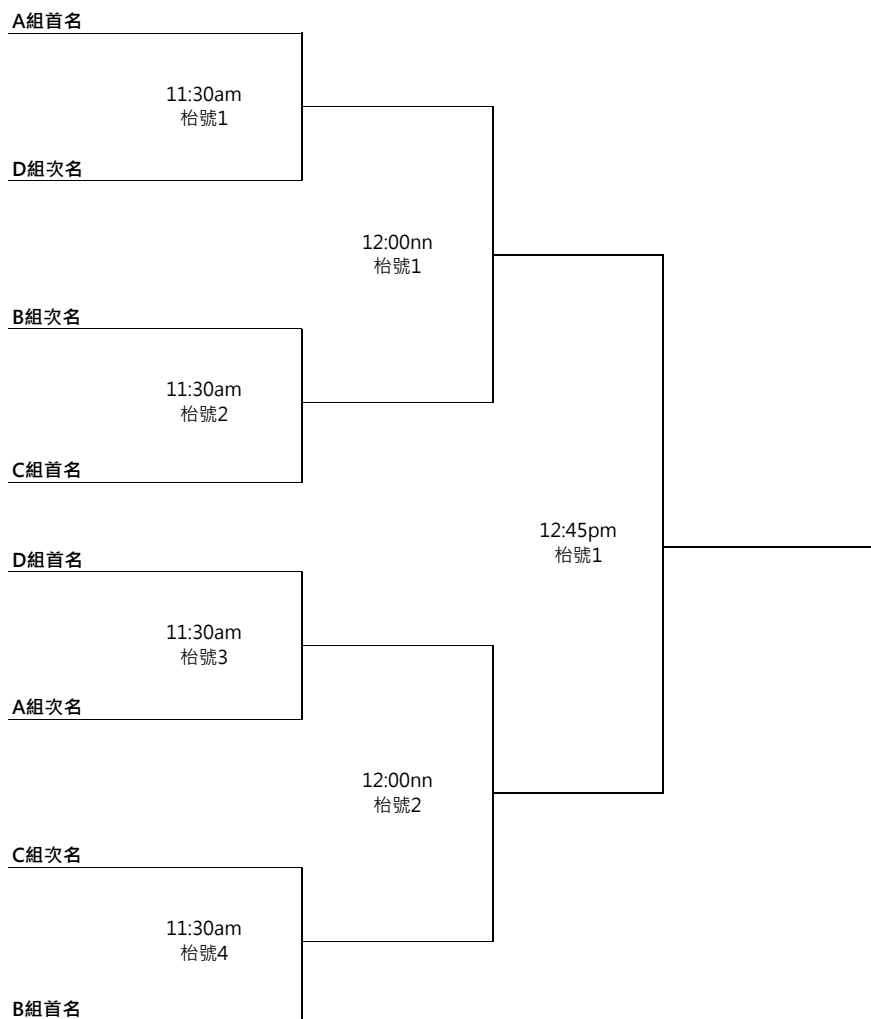 A組首名
11:30am
枱號1
D組次名
12:00nn
枱號1
B組次名
11:30am
枱號2
C組首名
12:45pm
枱號1
D組首名
11:30am
枱號3
A組次名
12:00nn
枱號2
C組次名
11:30am
枱號4
B組首名